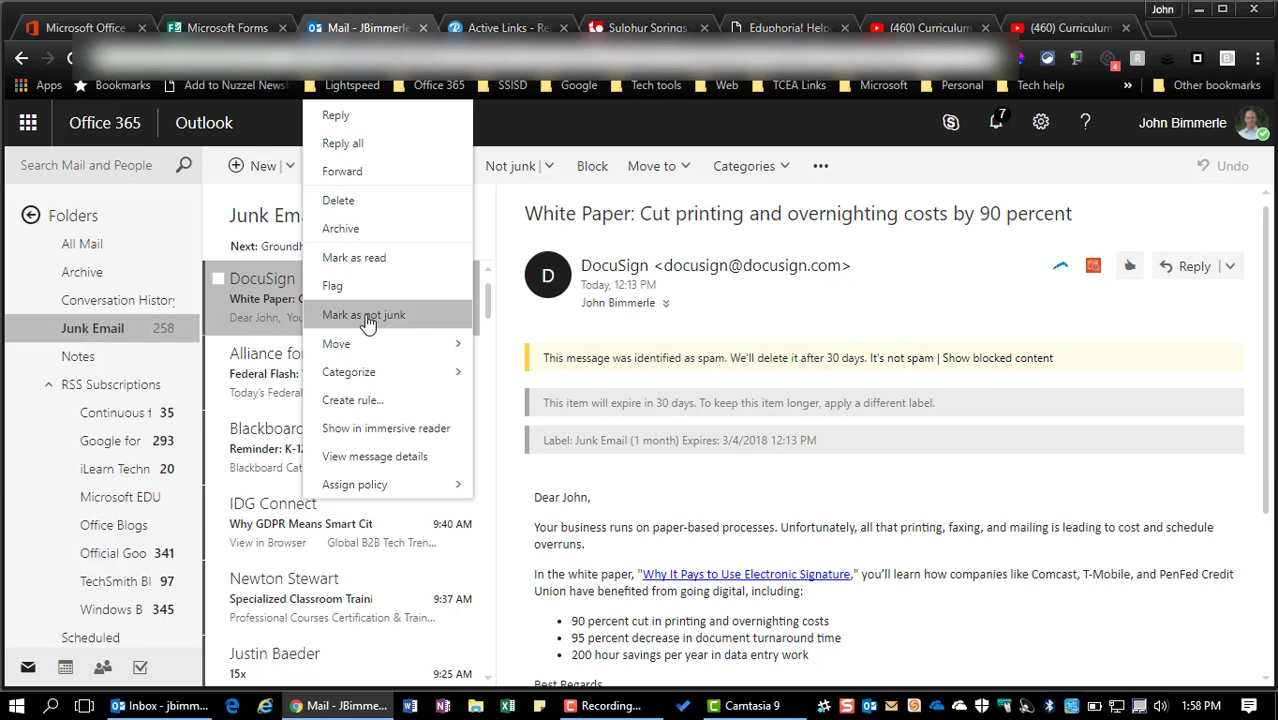 John
Microsoft Office
Microsoft Forms
Mail - JBimmerle
Active Links - Re
Sulphur Springs
Eduphoria! Help
(460) Curriculum
(460) Curriculum
Apps
Bookmarks
Add to Nuzzel News
Lightspeed
Office 365
SSISD
Google
Tech tools
Web
TCEA Links
Microsoft
Personal
Tech help
»
Other bookmarks
Office 365
Outlook
7
John Bimmerle
Search Mail and People
New
Not junk
Block
Move to
Categories
Undo
Folders
All Mail
Archive
Conversation History
Junk Email 258
Notes
RSS Subscriptions
Continuous f 35
Google for 293
iLearn Techn 20
Microsoft EDU
Office Blogs
Official Goo 341
TechSmith Bl 97
Windows B 345
Scheduled
Junk Ema
Next: Groundh
DocuSign
White Paper: C
Dear John, You
Alliance for
Federal Flash:
Today's Federal
Blackboard
Reminder: K-12
Blackboard Cat
IDG Connect
Why GDPR Means Smart Cit 9:40 AM
View in Browser Global B2B Tech Tren...
Newton Stewart
Specialized Classroom Traini 9:37 AM
Professional Courses Certification & Train...
Justin Baeder
15x 9:25 AM
Reply
Reply all
Forward
Delete
Archive
Mark as read
Flag
Mark as not junk
Move
Categorize
Create rule...
Show in immersive reader
View message details
Assign policy
White Paper: Cut printing and overnighting costs by 90 percent
D
DocuSign <docusign@docusign.com>
Today, 12:13 PM
John Bimmerle
Reply
This message was identified as spam. We'll delete it after 30 days. It's not spam | Show blocked content
This item will expire in 30 days. To keep this item longer, apply a different label.
Label: Junk Email (1 month) Expires: 3/4/2018 12:13 PM
Dear John,
Your business runs on paper-based processes. Unfortunately, all that printing, faxing, and mailing is leading to cost and schedule
overruns.
In the white paper, "Why It Pays to Use Electronic Signature," you'll learn how companies like Comcast, T-Mobile, and PenFed Credit
Union have benefited from going digital, including:
• 90 percent cut in printing and overnighting costs
• 95 percent decrease in document turnaround time
• 200 hour savings per year in data entry work
Best Regards
Inbox - jbimm...
Mail - JBimme...
Recording...
Camtasia 9
1:58 PM